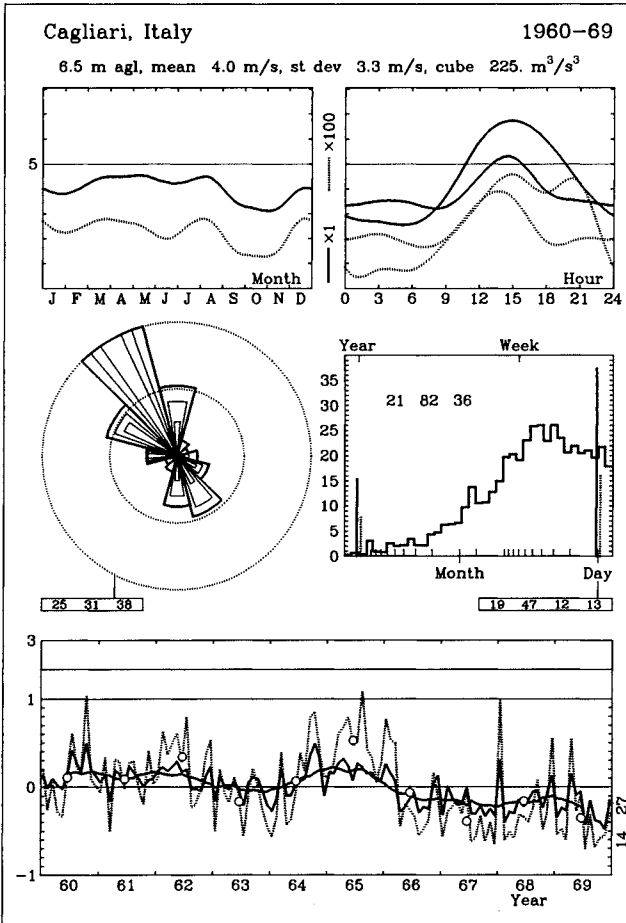 Cagliari, Italy 1960–69
6.5 m agl, mean 4.0 m/s, st dev 3.3 m/s, cube 225. m³/s³
5
×1 ×100
Month
J F M A M J J A S O N D
Hour
0 3 6 9 12 15 18 21 24
Year Week
40
35
30
25
20
15
10
5
0
21 82 36
Month Day
25 31 38
19 47 12 13
3
1
0
−1
60 61 62 63 64 65 66 67 68 69
Year
14 27